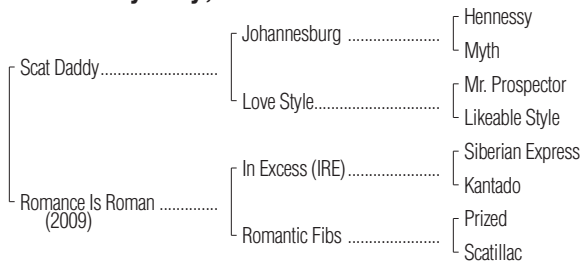 Hennessy
Johannesburg
Myth
Scat Daddy
Mr. Prospector
Love Style
Likeable Style
Siberian Express
In Excess (IRE)
Kantado
Romance Is Roman
(2009)
Prized
Romantic Fibs
Scatillac